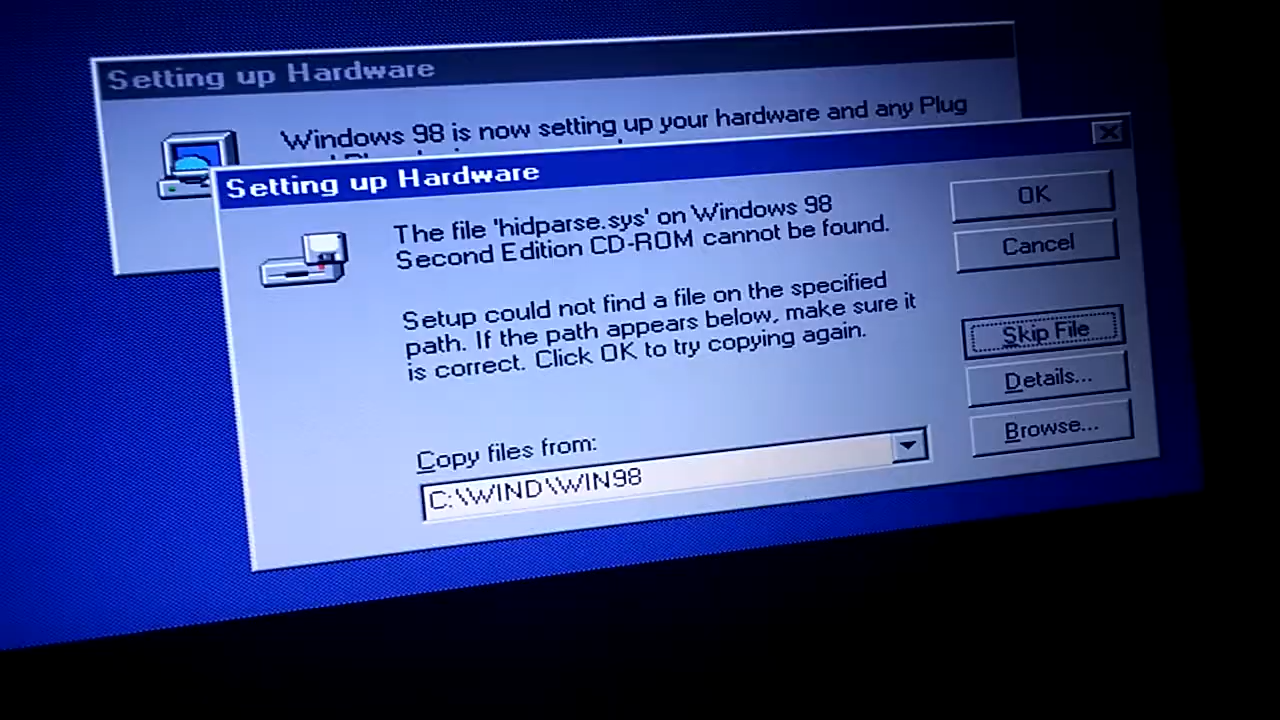 Setting up Hardware
Windows 98 is now setting up your hardware and any Plug
Setting up Hardware
The file 'hidparse.sys' on Windows 98
Second Edition CD-ROM cannot be found.
Setup could not find a file on the specified
path. If the path appears below, make sure it
is correct. Click OK to try copying again.
Copy files from:
C:\WIND\WIN98
OK
Cancel
Skip File
Details...
Browse...